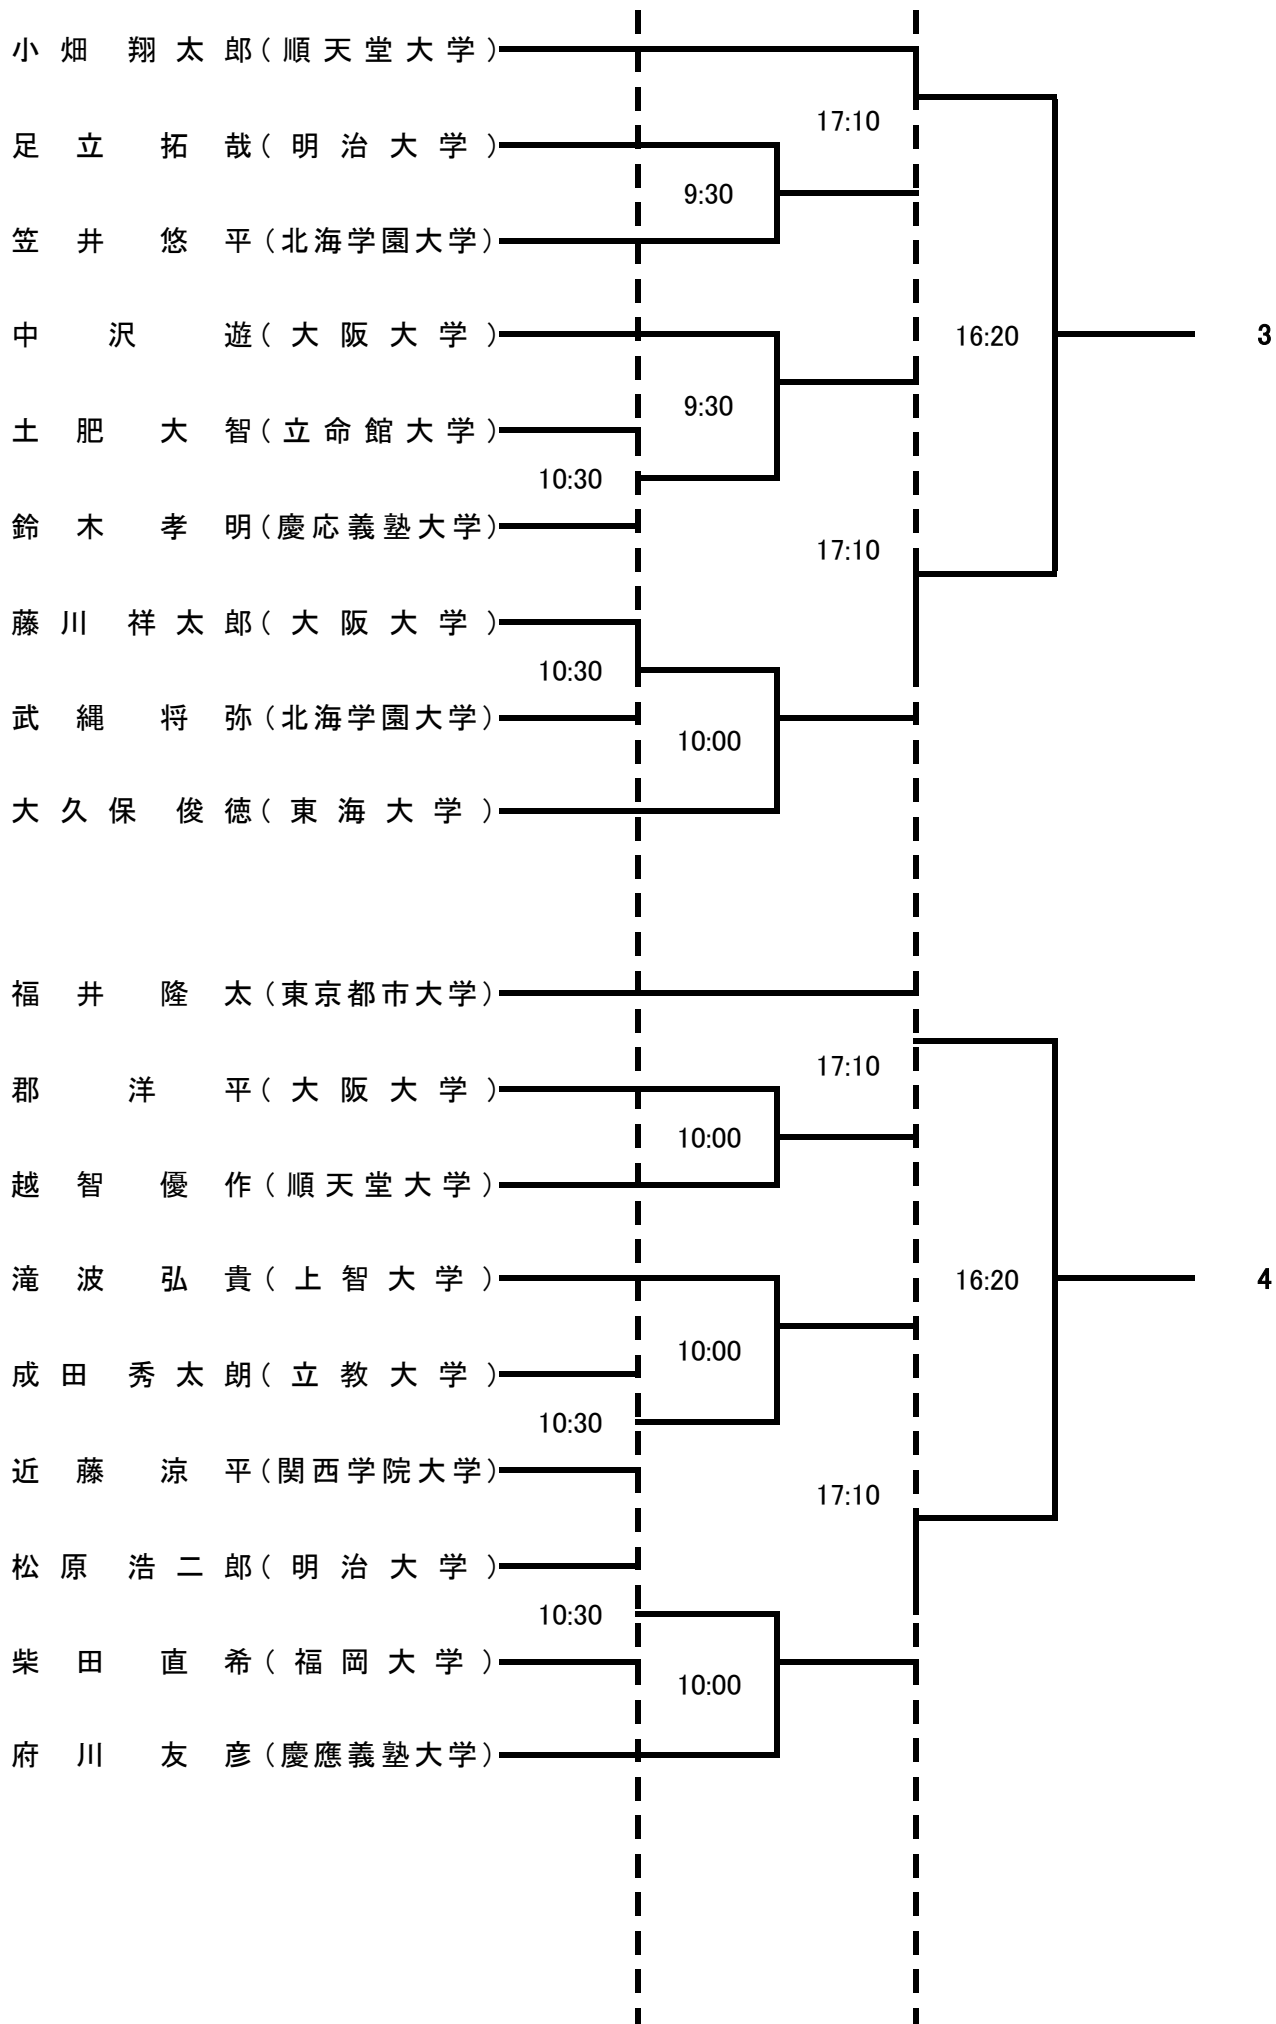 小畑 翔太郎(順天堂大学)
17:10
足立 拓哉(明治大学)
9:30
笠井 悠平(北海学園大学)
中沢 遊(大阪大学)
16:20
3
9:30
土肥 大智(立命館大学)
10:30
鈴木 孝明(慶応義塾大学)
17:10
藤川 祥太郎(大阪大学)
10:30
武縄 将弥(北海学園大学)
10:00
大久保 俊徳(東海大学)
福井 隆太(東京都市大学)
17:10
郡 洋平(大阪大学)
10:00
越智 優作(順天堂大学)
滝波 弘貴(上智大学)
16:20
4
10:00
成田 秀太朗(立教大学)
10:30
近藤 涼平(関西学院大学)
17:10
松原 浩二郎(明治大学)
10:30
柴田 直希(福岡大学)
10:00
府川 友彦(慶應義塾大学)